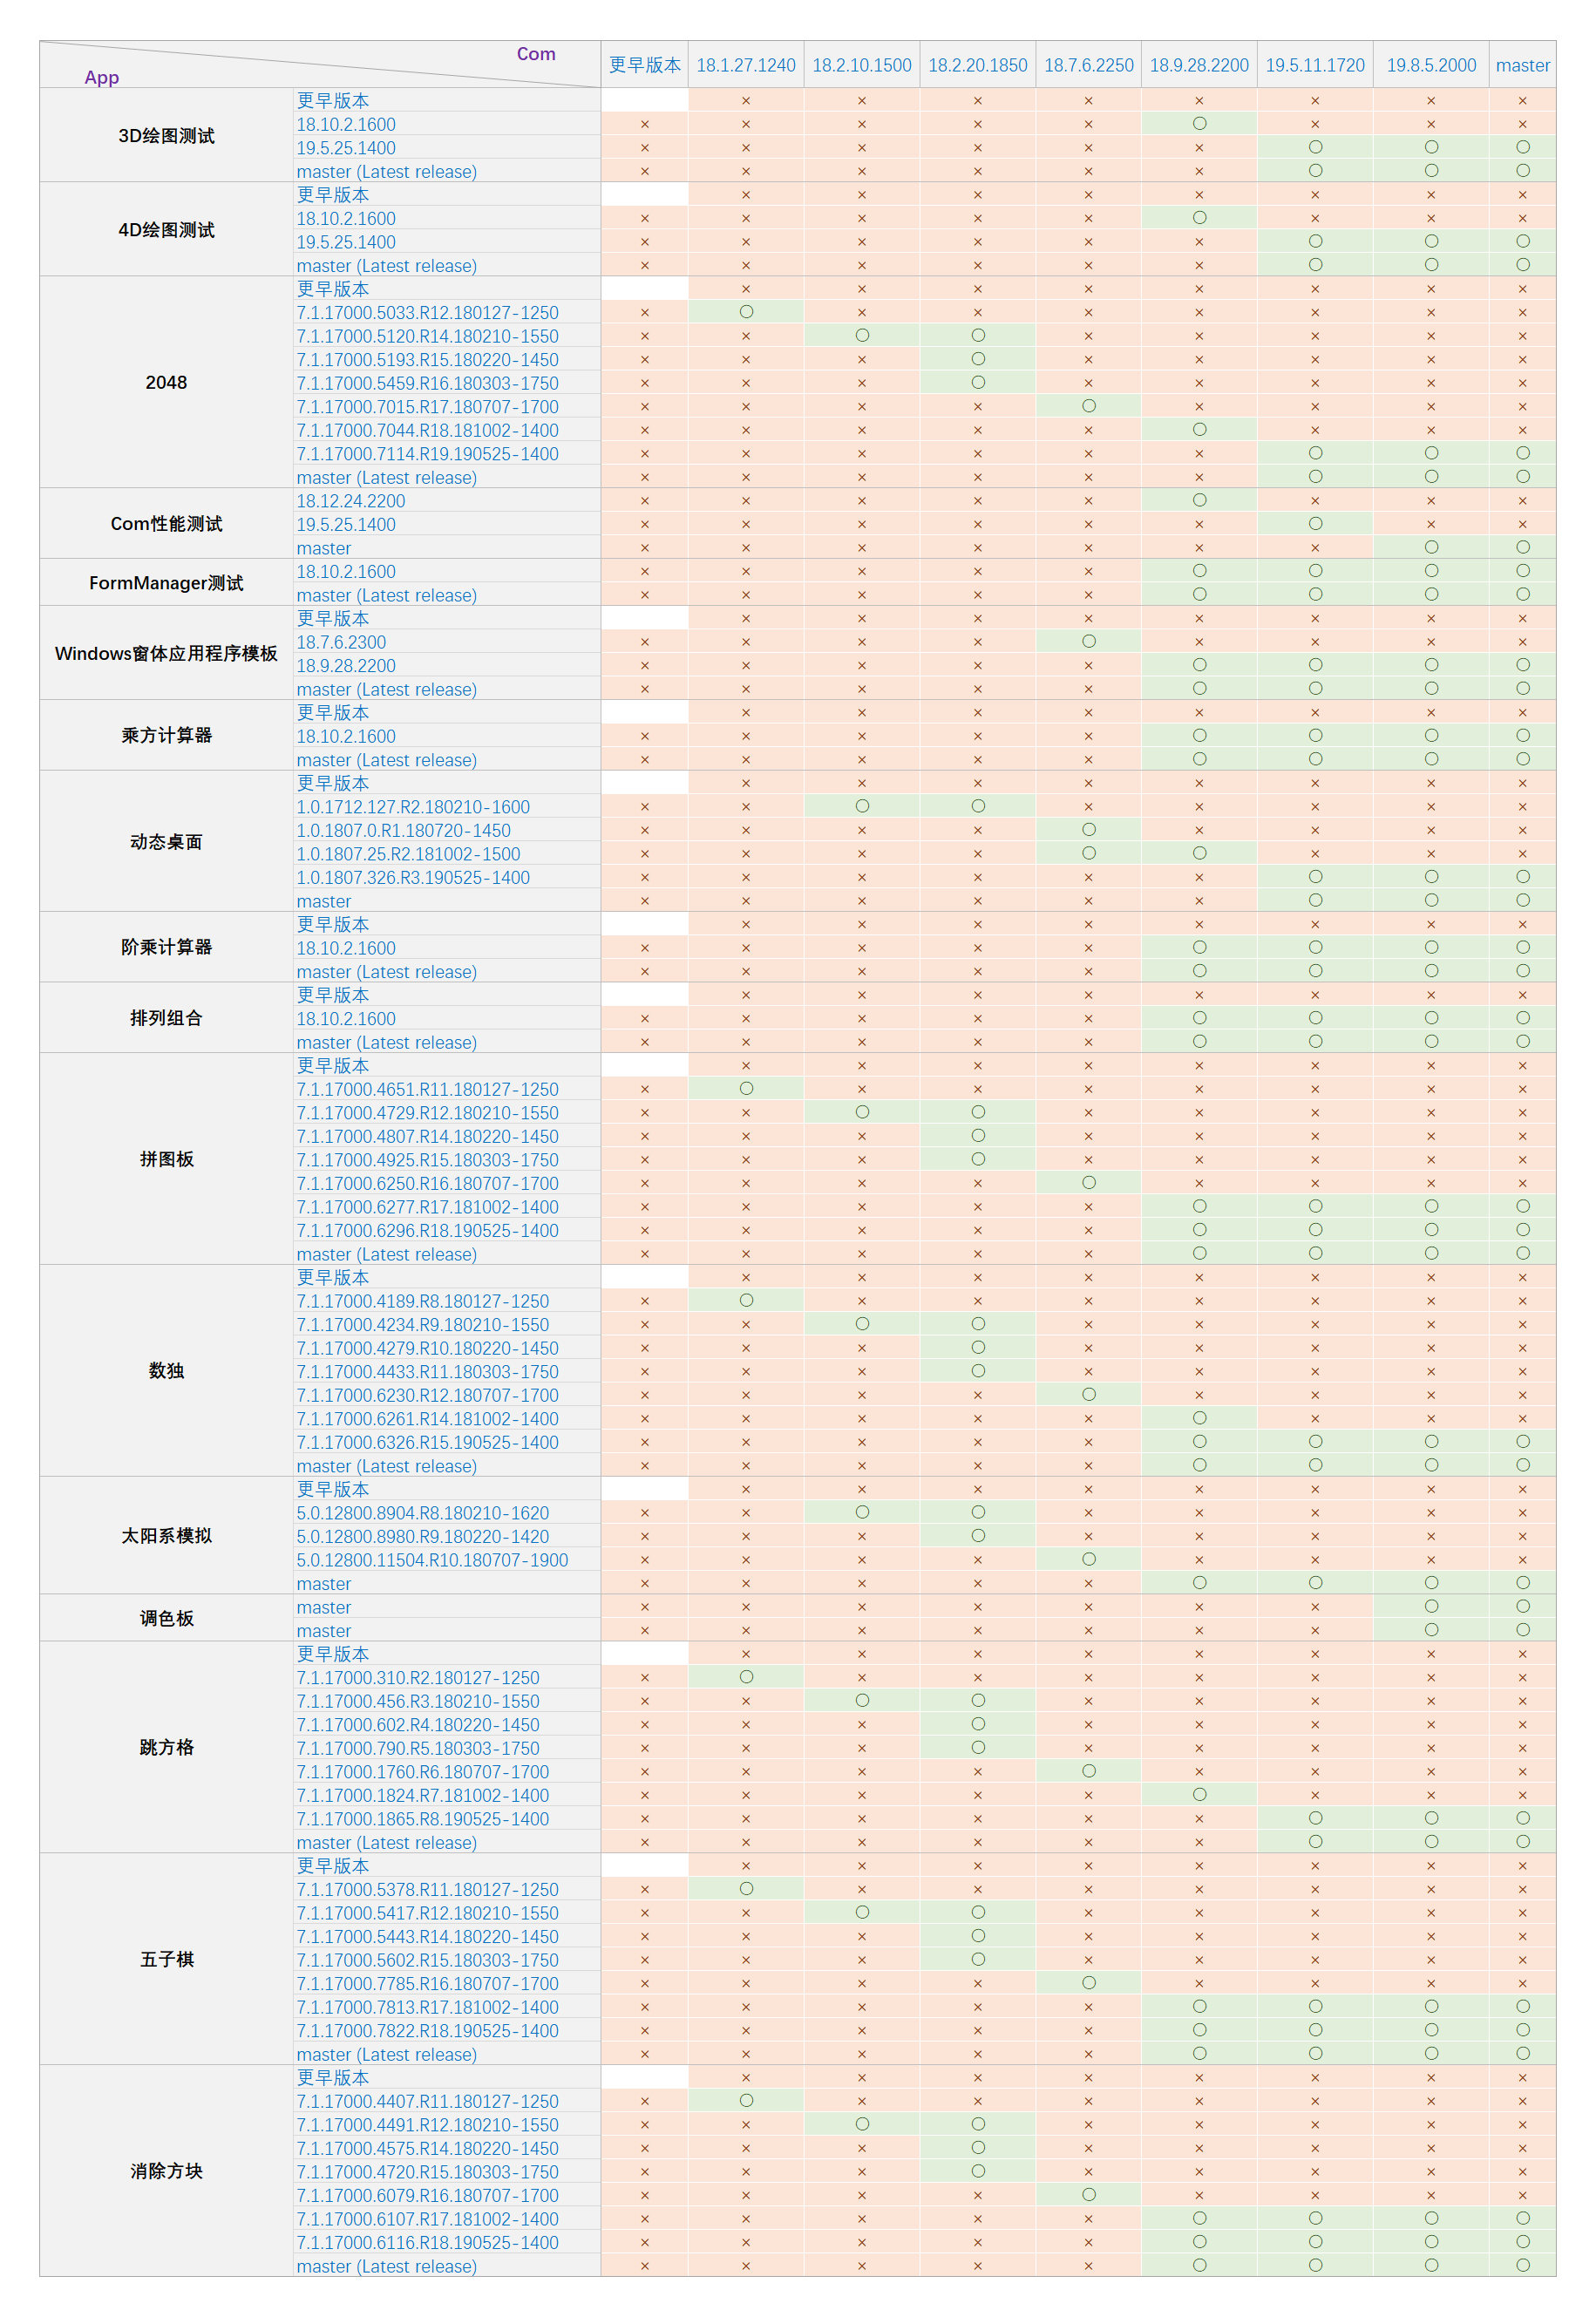 Com
App
更早版本 18.1.27.1240 18.2.10.1500 18.2.20.1850 18.7.6.2250 18.9.28.2200 19.5.11.1720 19.8.5.2000 master
3D绘图测试
更早版本 × × × × × × × ×
18.10.2.1600 × × × × × ○ × × ×
19.5.25.1400 × × × × × × ○ ○ ○
master (Latest release) × × × × × × ○ ○ ○
4D绘图测试
更早版本 × × × × × × × ×
18.10.2.1600 × × × × × ○ × × ×
19.5.25.1400 × × × × × × ○ ○ ○
master (Latest release) × × × × × × ○ ○ ○
2048
更早版本 × × × × × × × ×
7.1.17000.5033.R12.180127-1250 × ○ × × × × × × ×
7.1.17000.5120.R14.180210-1550 × × ○ ○ × × × × ×
7.1.17000.5193.R15.180220-1450 × × × ○ × × × × ×
7.1.17000.5459.R16.180303-1750 × × × ○ × × × × ×
7.1.17000.7015.R17.180707-1700 × × × × ○ × × × ×
7.1.17000.7044.R18.181002-1400 × × × × × ○ × × ×
7.1.17000.7114.R19.190525-1400 × × × × × × ○ ○ ○
master (Latest release) × × × × × × ○ ○ ○
Com性能测试
18.12.24.2200 × × × × × ○ × × ×
19.5.25.1400 × × × × × × ○ × ×
master × × × × × × × ○ ○
FormManager测试
18.10.2.1600 × × × × × ○ ○ ○ ○
master (Latest release) × × × × × ○ ○ ○ ○
Windows窗体应用程序模板
更早版本 × × × × × × × ×
18.7.6.2300 × × × × ○ × × × ×
18.9.28.2200 × × × × × ○ ○ ○ ○
master (Latest release) × × × × × ○ ○ ○ ○
乘方计算器
更早版本 × × × × × × × ×
18.10.2.1600 × × × × × ○ ○ ○ ○
master (Latest release) × × × × × ○ ○ ○ ○
动态桌面
更早版本 × × × × × × × ×
1.0.1712.127.R2.180210-1600 × × ○ ○ × × × × ×
1.0.1807.0.R1.180720-1450 × × × × ○ × × × ×
1.0.1807.25.R2.181002-1500 × × × × ○ ○ × × ×
1.0.1807.326.R3.190525-1400 × × × × × × ○ ○ ○
master × × × × × × ○ ○ ○
阶乘计算器
更早版本 × × × × × × × ×
18.10.2.1600 × × × × × ○ ○ ○ ○
master (Latest release) × × × × × ○ ○ ○ ○
排列组合
更早版本 × × × × × × × ×
18.10.2.1600 × × × × × ○ ○ ○ ○
master (Latest release) × × × × × ○ ○ ○ ○
拼图板
更早版本 × × × × × × × ×
7.1.17000.4651.R11.180127-1250 × ○ × × × × × × ×
7.1.17000.4729.R12.180210-1550 × × ○ ○ × × × × ×
7.1.17000.4807.R14.180220-1450 × × × ○ × × × × ×
7.1.17000.4925.R15.180303-1750 × × × ○ × × × × ×
7.1.17000.6250.R16.180707-1700 × × × × ○ × × × ×
7.1.17000.6277.R17.181002-1400 × × × × × ○ ○ ○ ○
7.1.17000.6296.R18.190525-1400 × × × × × ○ ○ ○ ○
master (Latest release) × × × × × ○ ○ ○ ○
数独
更早版本 × × × × × × × ×
7.1.17000.4189.R8.180127-1250 × ○ × × × × × × ×
7.1.17000.4234.R9.180210-1550 × × ○ ○ × × × × ×
7.1.17000.4279.R10.180220-1450 × × × ○ × × × × ×
7.1.17000.4433.R11.180303-1750 × × × ○ × × × × ×
7.1.17000.6230.R12.180707-1700 × × × × ○ × × × ×
7.1.17000.6261.R14.181002-1400 × × × × × ○ × × ×
7.1.17000.6326.R15.190525-1400 × × × × × ○ ○ ○ ○
master (Latest release) × × × × × ○ ○ ○ ○
太阳系模拟
更早版本 × × × × × × × ×
5.0.12800.8904.R8.180210-1620 × × ○ ○ × × × × ×
5.0.12800.8980.R9.180220-1420 × × × ○ × × × × ×
5.0.12800.11504.R10.180707-1900 × × × × ○ × × × ×
master × × × × × ○ ○ ○ ○
调色板
master × × × × × × × ○ ○
master × × × × × × × ○ ○
跳方格
更早版本 × × × × × × × ×
7.1.17000.310.R2.180127-1250 × ○ × × × × × × ×
7.1.17000.456.R3.180210-1550 × × ○ ○ × × × × ×
7.1.17000.602.R4.180220-1450 × × × ○ × × × × ×
7.1.17000.790.R5.180303-1750 × × × ○ × × × × ×
7.1.17000.1760.R6.180707-1700 × × × × ○ × × × ×
7.1.17000.1824.R7.181002-1400 × × × × × ○ × × ×
7.1.17000.1865.R8.190525-1400 × × × × × × ○ ○ ○
master (Latest release) × × × × × × ○ ○ ○
五子棋
更早版本 × × × × × × × ×
7.1.17000.5378.R11.180127-1250 × ○ × × × × × × ×
7.1.17000.5417.R12.180210-1550 × × ○ ○ × × × × ×
7.1.17000.5443.R14.180220-1450 × × × ○ × × × × ×
7.1.17000.5602.R15.180303-1750 × × × ○ × × × × ×
7.1.17000.7785.R16.180707-1700 × × × × ○ × × × ×
7.1.17000.7813.R17.181002-1400 × × × × × ○ ○ ○ ○
7.1.17000.7822.R18.190525-1400 × × × × × ○ ○ ○ ○
master (Latest release) × × × × × ○ ○ ○ ○
消除方块
更早版本 × × × × × × × ×
7.1.17000.4407.R11.180127-1250 × ○ × × × × × × ×
7.1.17000.4491.R12.180210-1550 × × ○ ○ × × × × ×
7.1.17000.4575.R14.180220-1450 × × × ○ × × × × ×
7.1.17000.4720.R15.180303-1750 × × × ○ × × × × ×
7.1.17000.6079.R16.180707-1700 × × × × ○ × × × ×
7.1.17000.6107.R17.181002-1400 × × × × × ○ ○ ○ ○
7.1.17000.6116.R18.190525-1400 × × × × × ○ ○ ○ ○
master (Latest release) × × × × × ○ ○ ○ ○